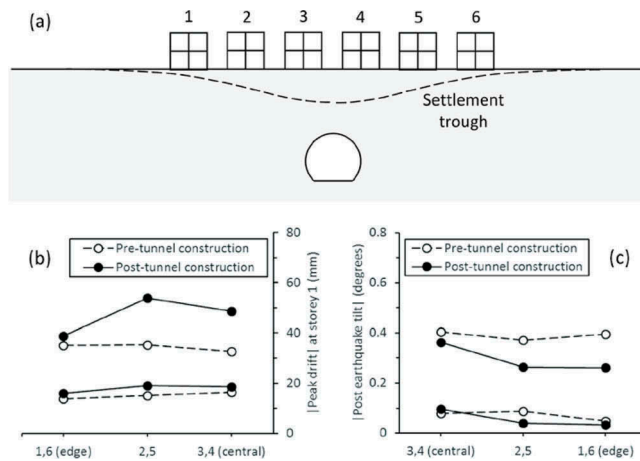 (a)
1 2 3 4 5 6
Settlement
trough
(b)
Pre-tunnel construction
Post-tunnel construction
80
60
40
20
0
|Peak drift| at storey 1 (mm)
1,6 (edge) 2,5 3,4 (central)
(c)
Pre-tunnel construction
Post-tunnel construction
|Post earthquake tilt| (degrees)
0.8
0.6
0.4
0.2
0
3,4 (central) 2,5 1,6 (edge)